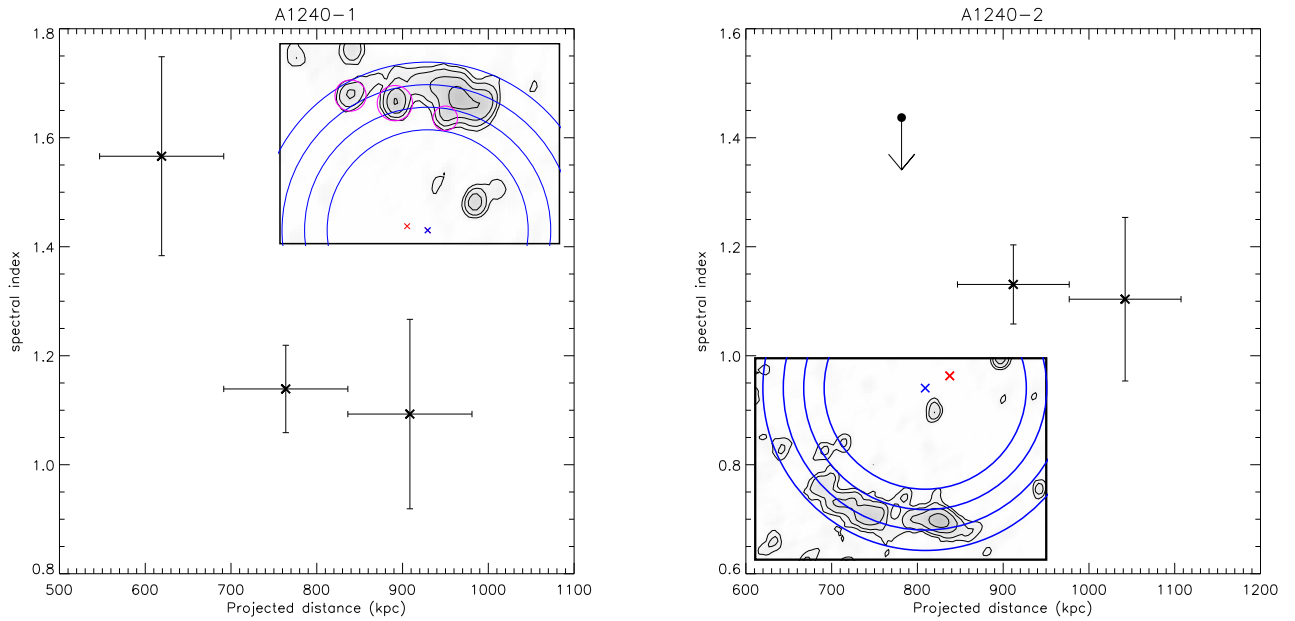 A1240-1
1.8
1.6
1.4
1.2
1.0
0.8
spectral index
500 600 700 800 900 1000 1100
Projected distance (kpc)
A1240-2
1.6
1.4
1.2
1.0
0.8
0.6
spectral index
600 700 800 900 1000 1100 1200
Projected distance (kpc)